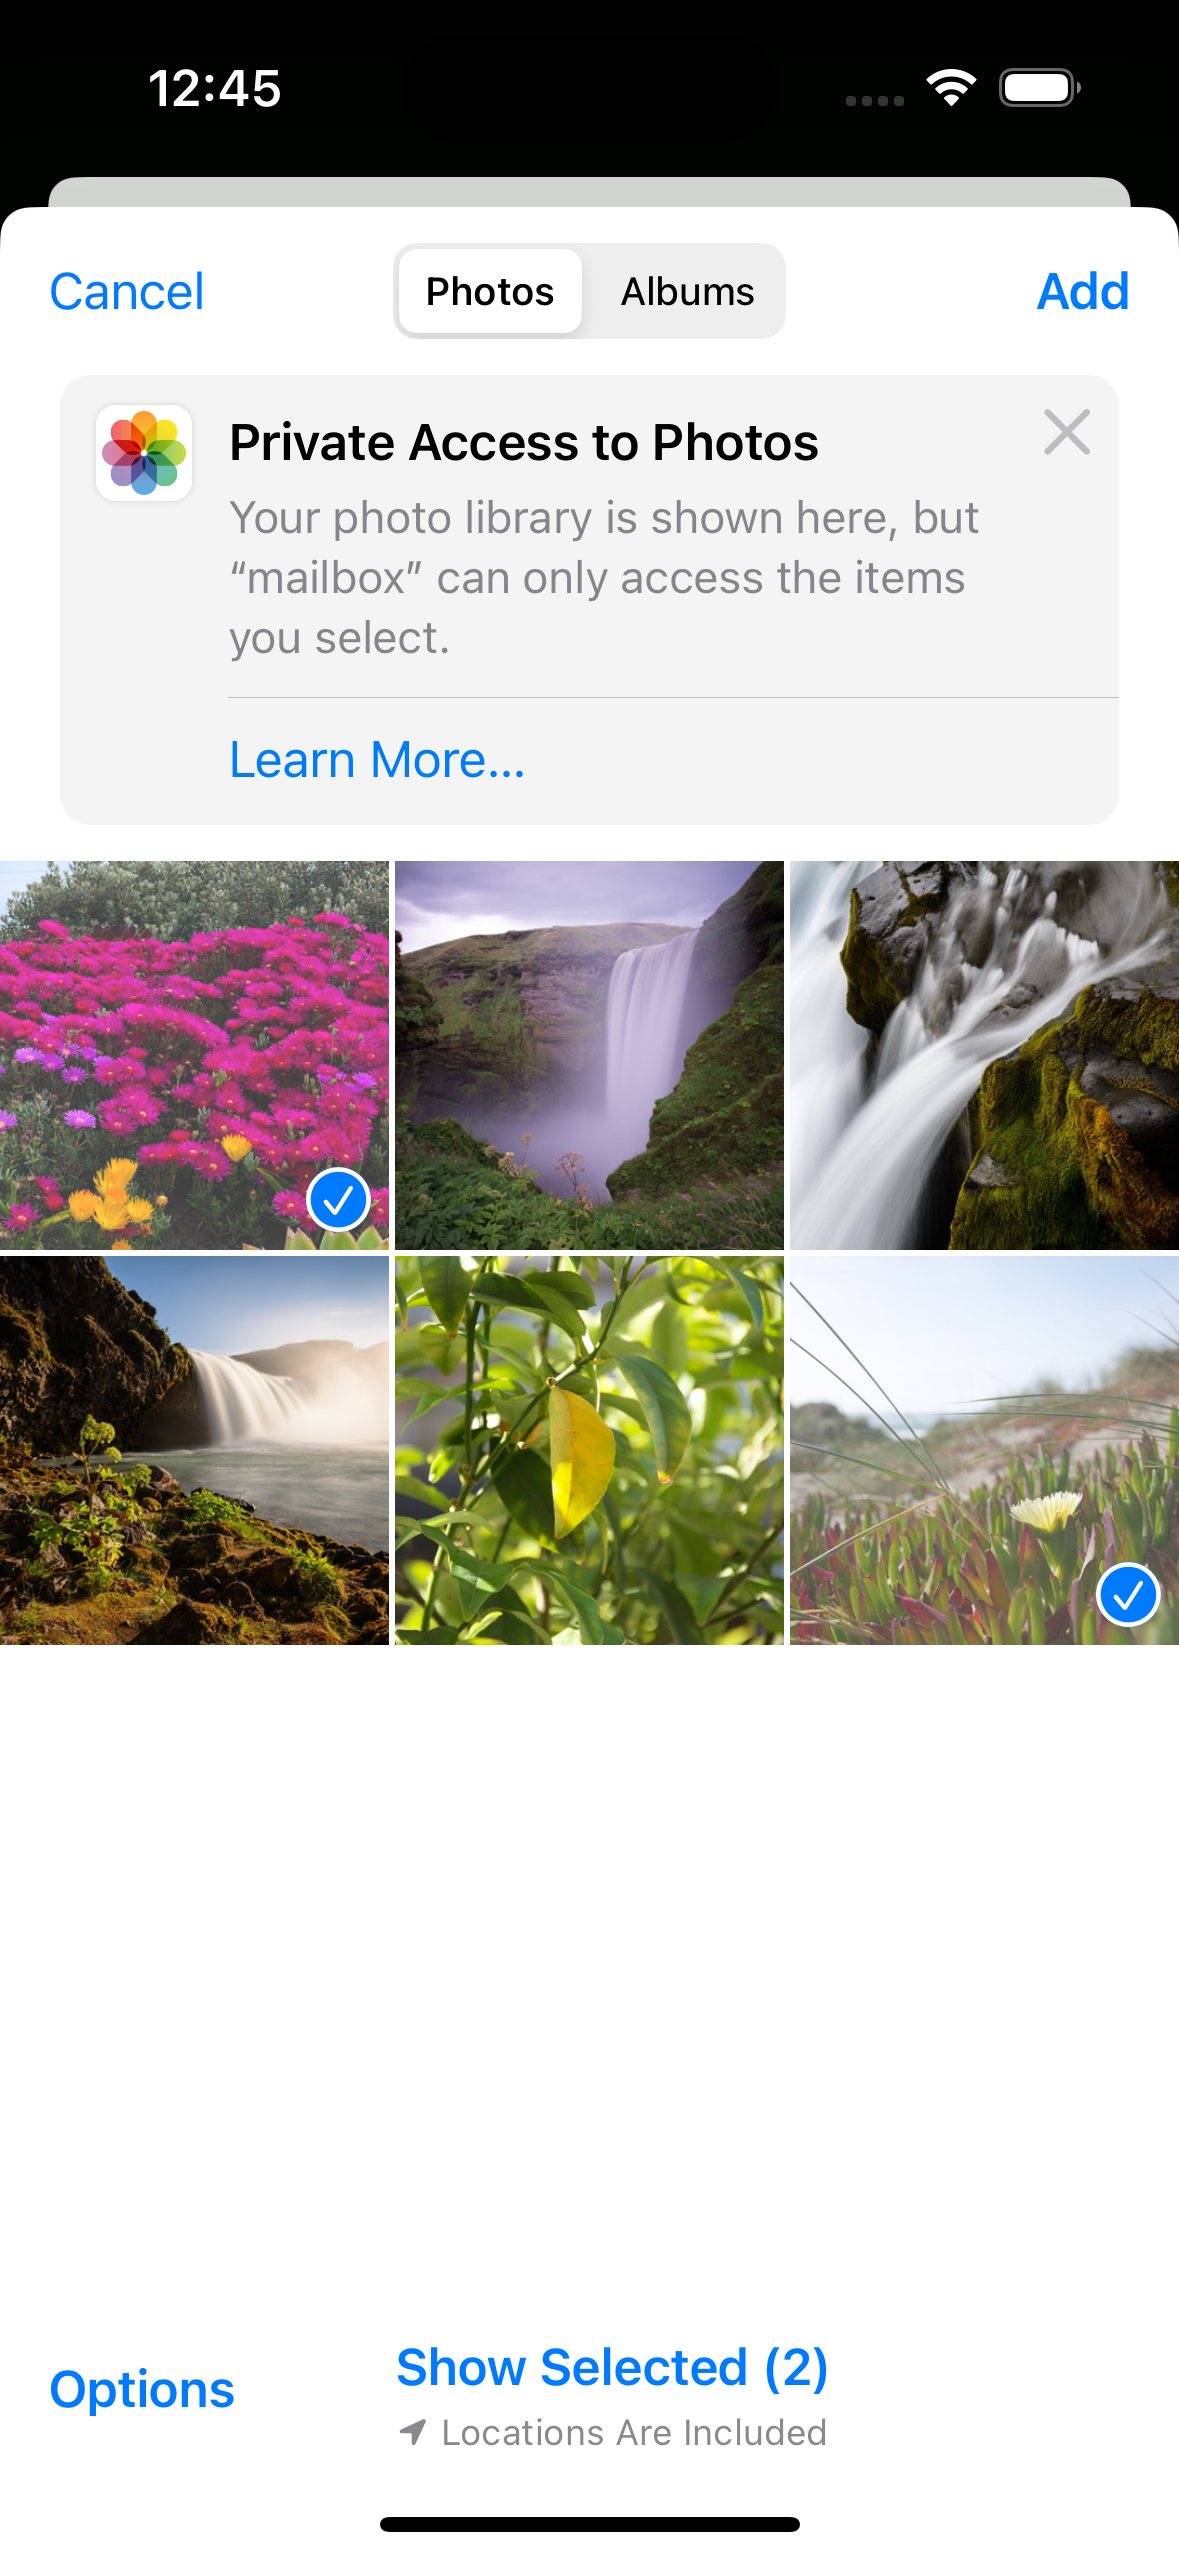 12:45
Cancel
Photos
Albums
Add
Private Access to Photos
Your photo library is shown here, but
“mailbox” can only access the items
you select.
Learn More...
Show Selected (2)
Options
Locations Are Included